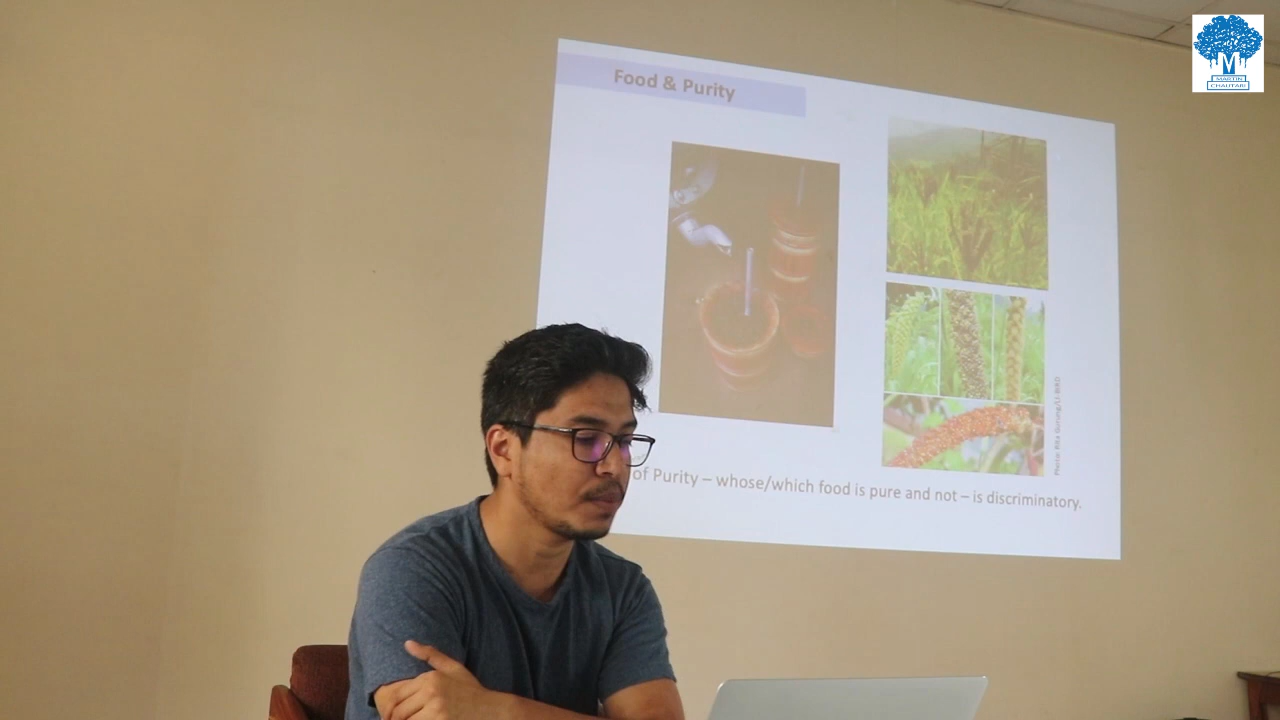 Food & Purity
of Purity – whose/which food is pure and not – is discriminatory.
M
MARTIN
CHAUTARI